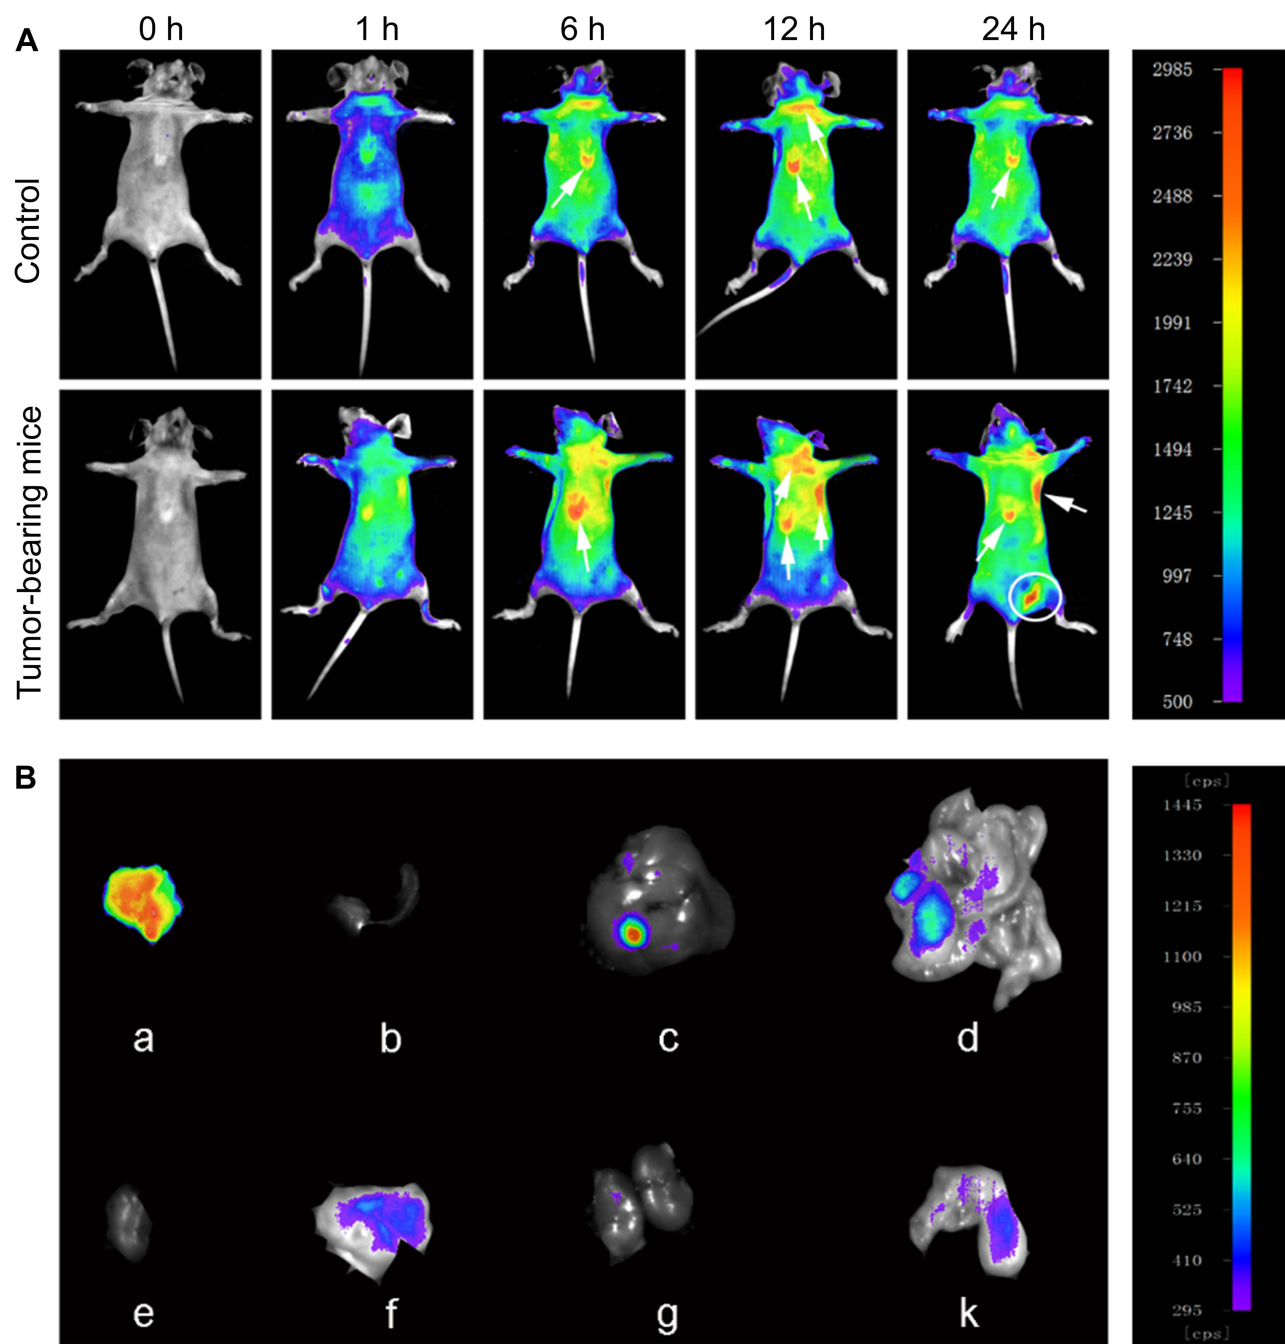 A
0 h
1 h
6 h
12 h
24 h
Control
Tumor-bearing mice
2985
2736
2488
2239
1991
1742
1494
1245
997
748
500
B
a
b
c
d
e
f
g
k
[cps]
1445
1330
1215
1100
985
870
755
640
525
410
295
[cps]